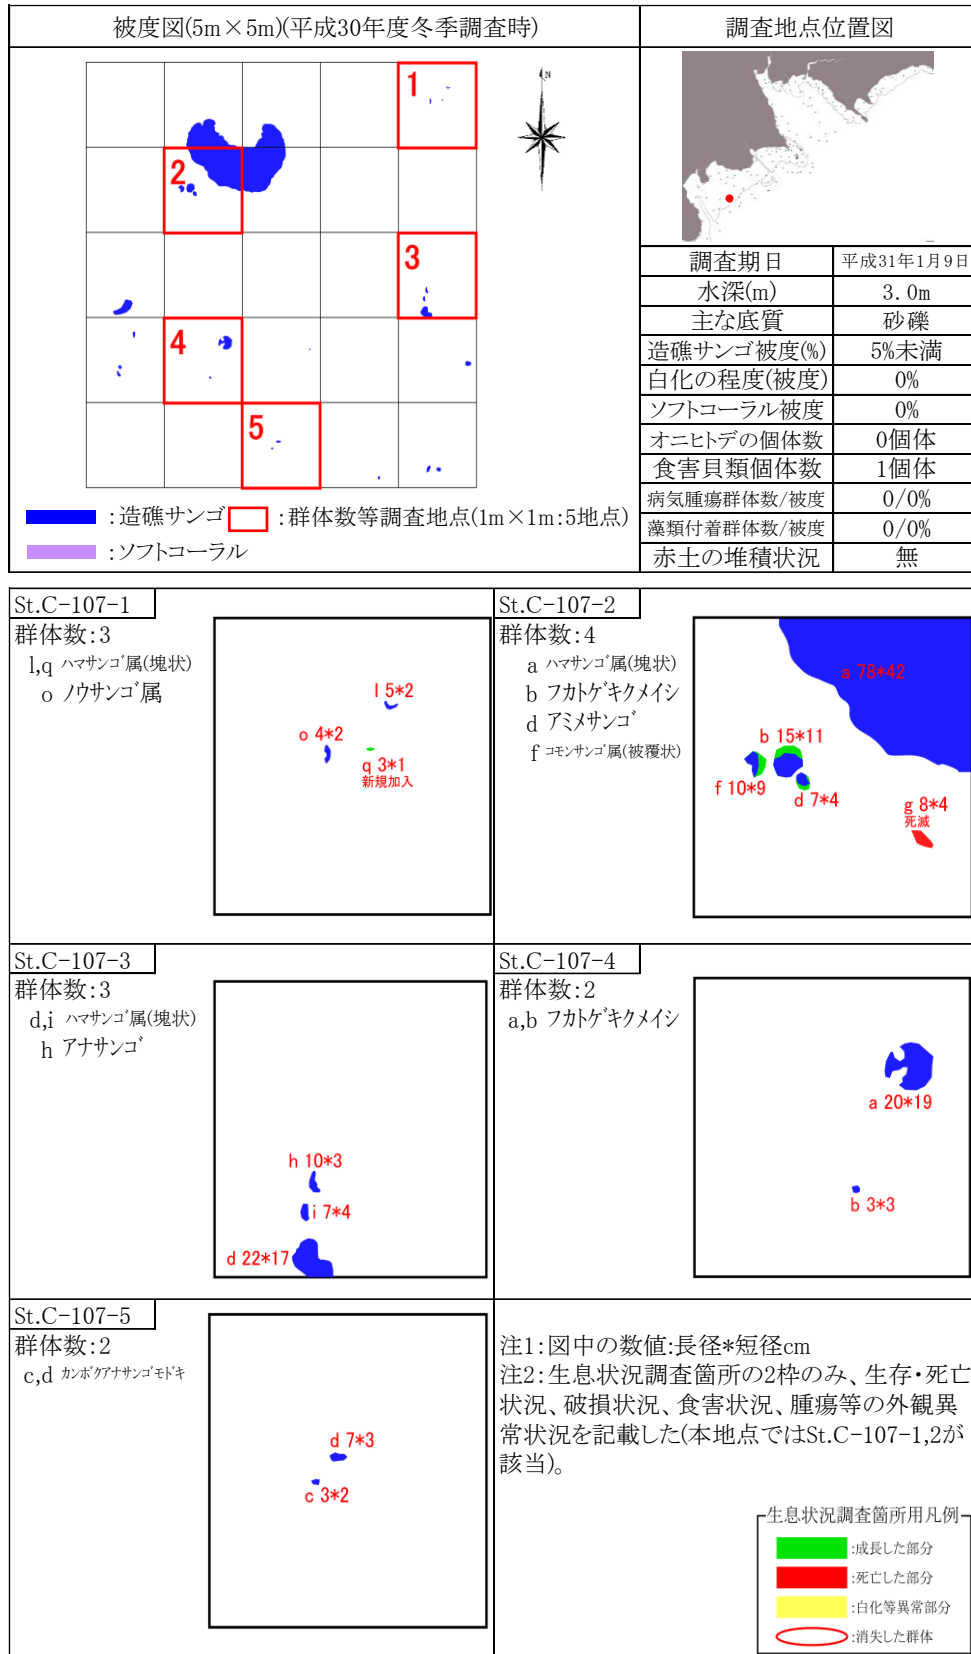 被度図(5m×5m)(平成30年度冬季調査時)
調査地点位置図
N
1
2
3
4
5
:造礁サンゴ
:群体数等調査地点(1m×1m:5地点)
:ソフトコーラル
調査期日 平成31年1月9日
水深(m) 3.0m
主な底質 砂礫
造礁サンゴ被度(%) 5%未満
白化の程度(被度) 0%
ソフトコーラル被度 0%
オニヒトデの個体数 0個体
食害貝類個体数 1個体
病気腫瘍群体数/被度 0/0%
藻類付着群体数/被度 0/0%
赤土の堆積状況 無
St.C-107-1
群体数:3
l,q ハマサンゴ属(塊状)
o ノウサンゴ属
l 5*2
o 4*2
q 3*1
新規加入
St.C-107-2
群体数:4
a ハマサンゴ属(塊状)
b フカトゲキクメイシ
d アミメサンゴ
f コモンサンゴ属(被覆状)
a 78*42
b 15*11
f 10*9
d 7*4
g 8*4
死滅
St.C-107-3
群体数:3
d,i ハマサンゴ属(塊状)
h アナサンゴ
h 10*3
i 7*4
d 22*17
St.C-107-4
群体数:2
a,b フカトゲキクメイシ
a 20*19
b 3*3
St.C-107-5
群体数:2
c,d カンボクアナサンゴモドキ
d 7*3
c 3*2
注1:図中の数値:長径*短径cm
注2:生息状況調査箇所の2枠のみ、生存・死亡
状況、破損状況、食害状況、腫瘍等の外観異
常状況を記載した(本地点ではSt.C-107-1,2が
該当)。
生息状況調査箇所用凡例
:成長した部分
:死亡した部分
:白化等異常部分
:消失した群体